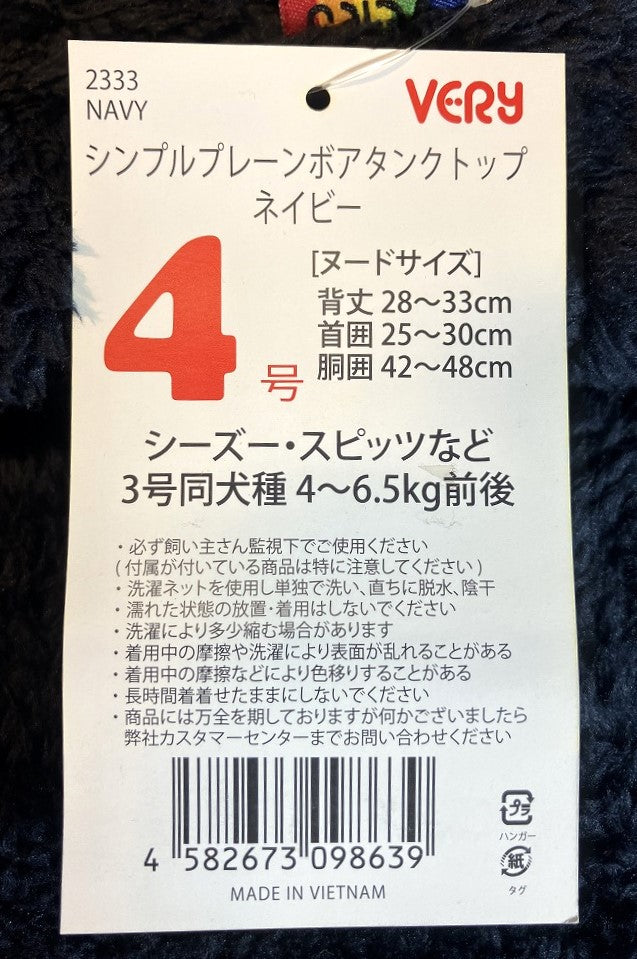 2333
NAVY
VERY
シンプルプレーンボアタンクトップ
ネイビー
4号
[ヌードサイズ]
背丈 28〜33cm
首囲 25〜30cm
胴囲 42〜48cm
シーズー・スピッツなど
3号同犬種 4〜6.5kg前後
・必ず飼い主さん監視下でご使用ください
(付属が付いている商品は特に注意してください)
・洗濯ネットを使用し単独で洗い、直ちに脱水、陰干
・濡れた状態の放置・着用はしないでください
・洗濯により多少縮む場合があります
・着用中の摩擦や洗濯により表面が乱れることがある
・着用中の摩擦などにより色移りすることがある
・長時間着着せたままにしないでください
・商品には万全を期しておりますが何かございましたら
弊社カスタマーセンターまでお問い合わせください
4 582673 098639
MADE IN VIETNAM
プラ
ハンガー
紙
タグ